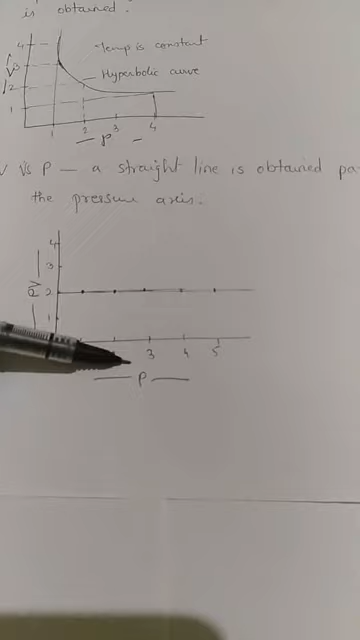 is obtained.
4
Temp is constant
V
3
Hyperbolic curve
2
1
1 2 3 4
P
V vs P — a straight line is obtained pa
the pressure axis.
4
3
PV 2
1
3 4 5
P